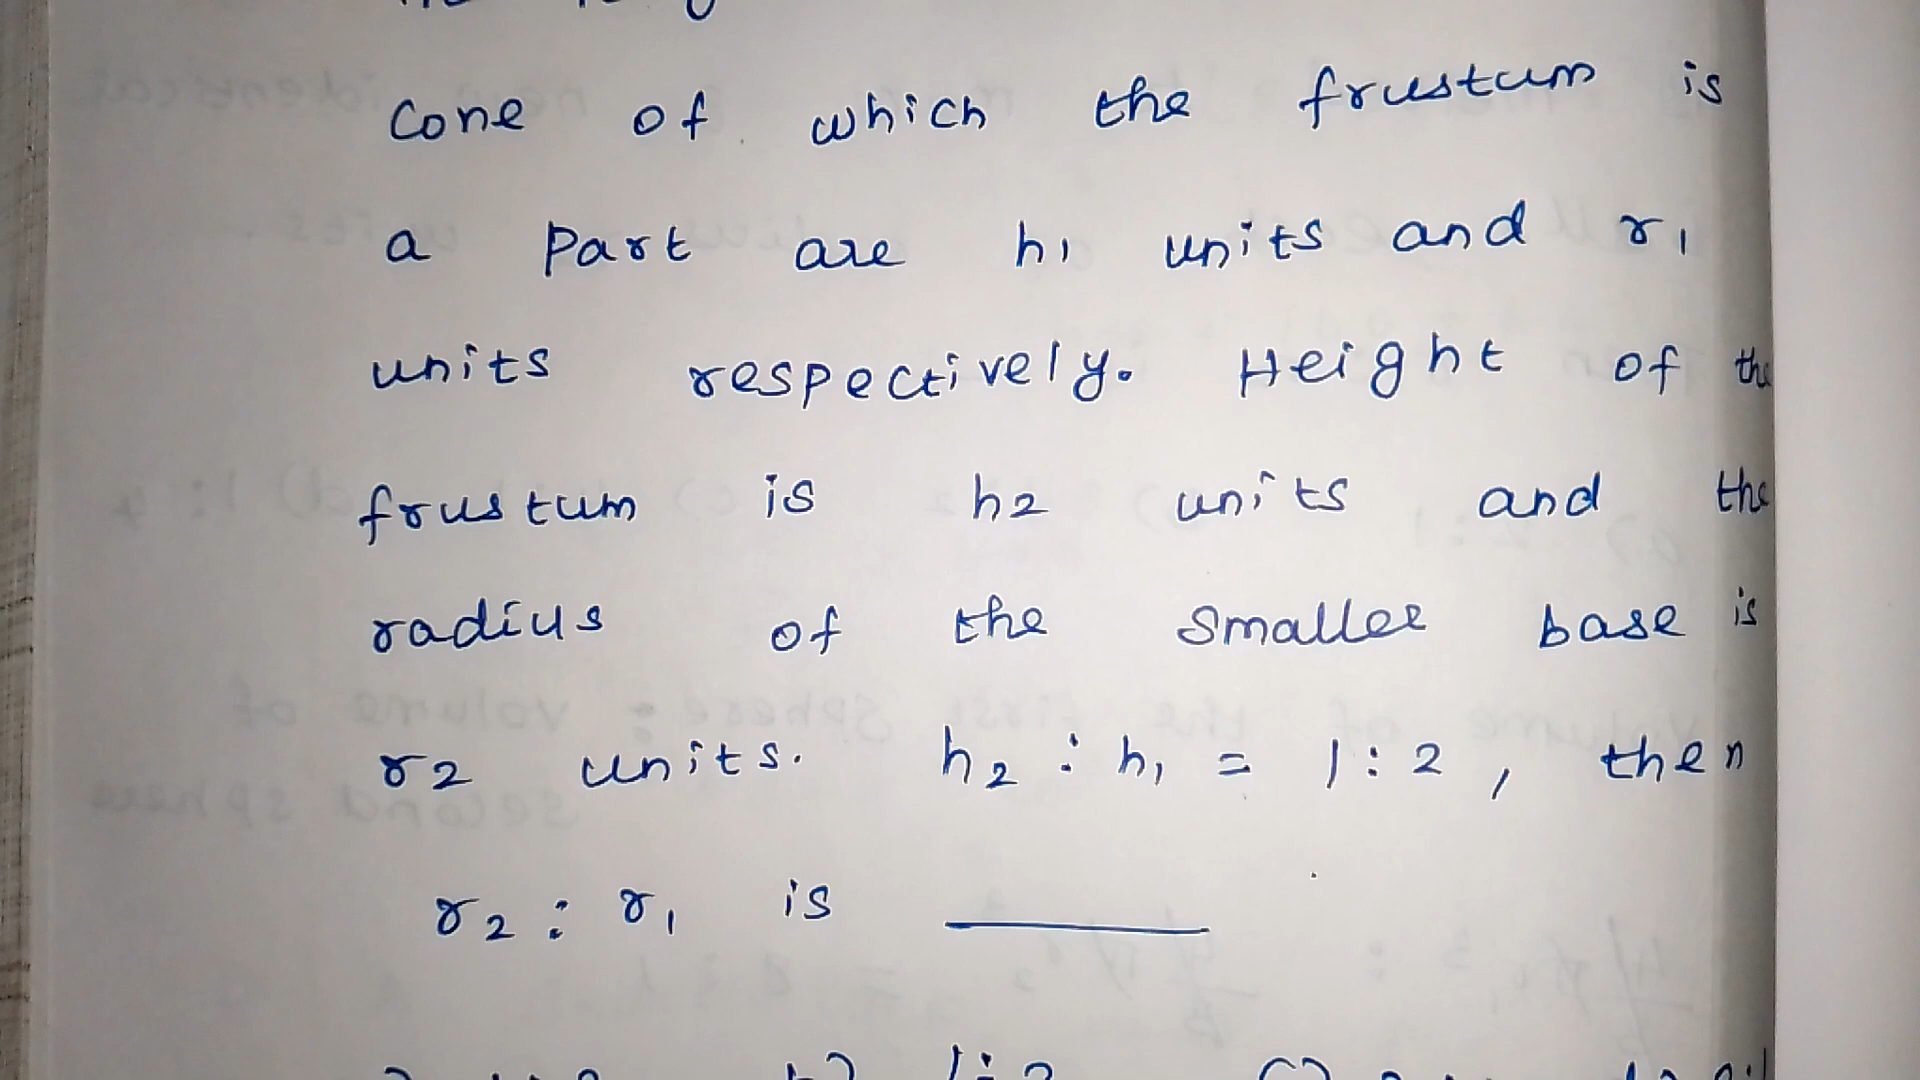 cone of which the frustum is
a part are h1 units and r1
units respectively. Height of the
frustum is h2 units and the
radius of the smaller base is
r2 units. h2 : h1 = 1 : 2, then
r2 : r1 is ______